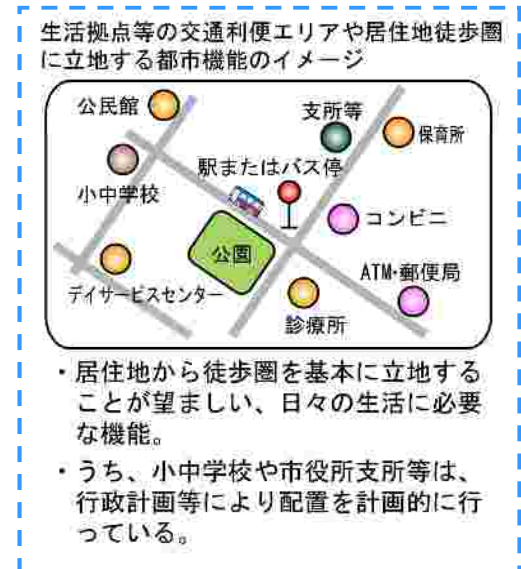 生活拠点等の交通利便エリアや居住地徒歩圏
に立地する都市機能のイメージ
公民館
支所等
保育所
小中学校
駅またはバス停
コンビニ
公園
ATM・郵便局
デイサービスセンター
診療所
・居住地から徒歩圏を基本に立地する
ことが望ましい、日々の生活に必要
な機能。
・うち、小中学校や市役所支所等は、
行政計画等により配置を計画的に行
っている。